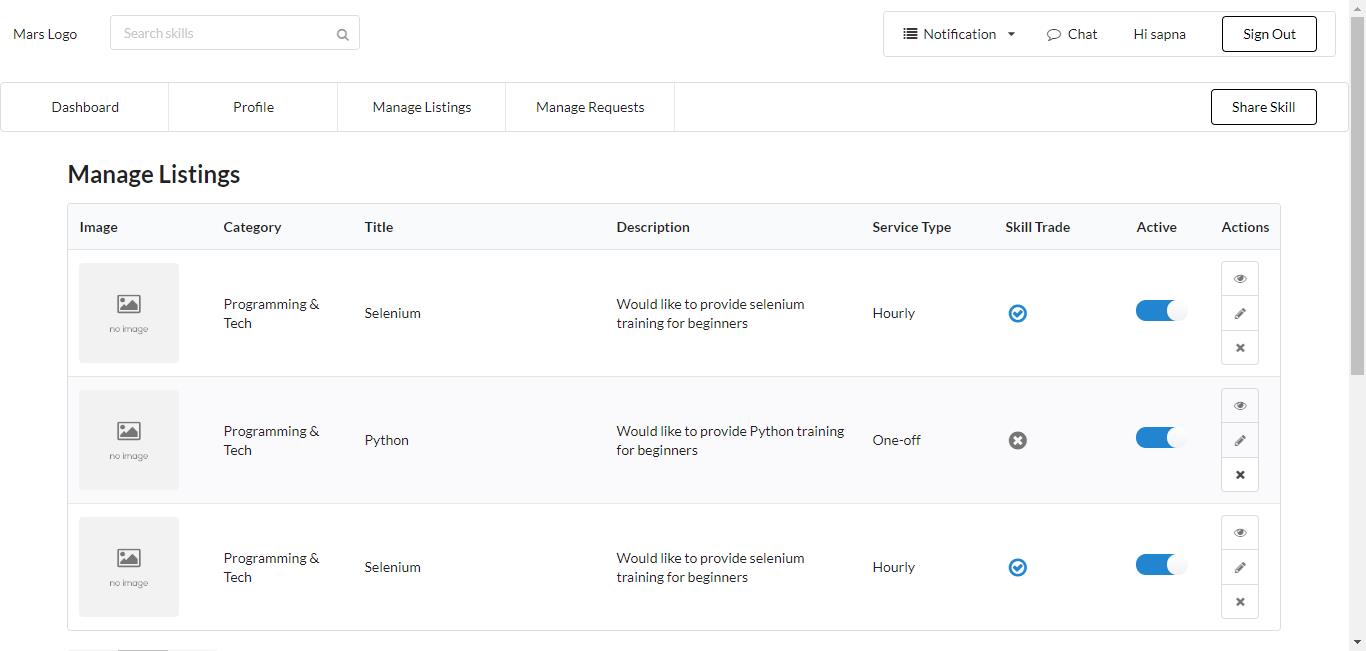 Mars Logo
Search skills
Notification
Chat
Hi sapna
Sign Out
Dashboard
Profile
Manage Listings
Manage Requests
Share Skill
Manage Listings
Image Category Title Description Service Type Skill Trade Active Actions
no image
Programming &
Tech
Selenium
Would like to provide selenium
training for beginners
Hourly
no image
Programming &
Tech
Python
Would like to provide Python training
for beginners
One-off
no image
Programming &
Tech
Selenium
Would like to provide selenium
training for beginners
Hourly